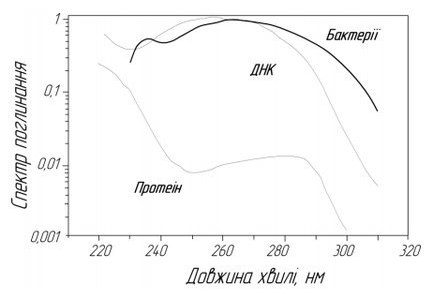 Спектр поглинання
1
0,1
0,01
0,001
Бактерії
ДНК
Протеїн
220 240 260 280 300 320
Довжина хвилі, нм